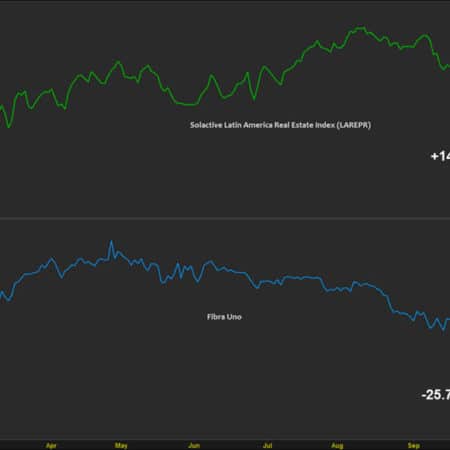 Solactive Latin America Real Estate Index (LAREPR)
+14
Fibra Uno
-25.7
Apr May Jun Jul Aug Sep